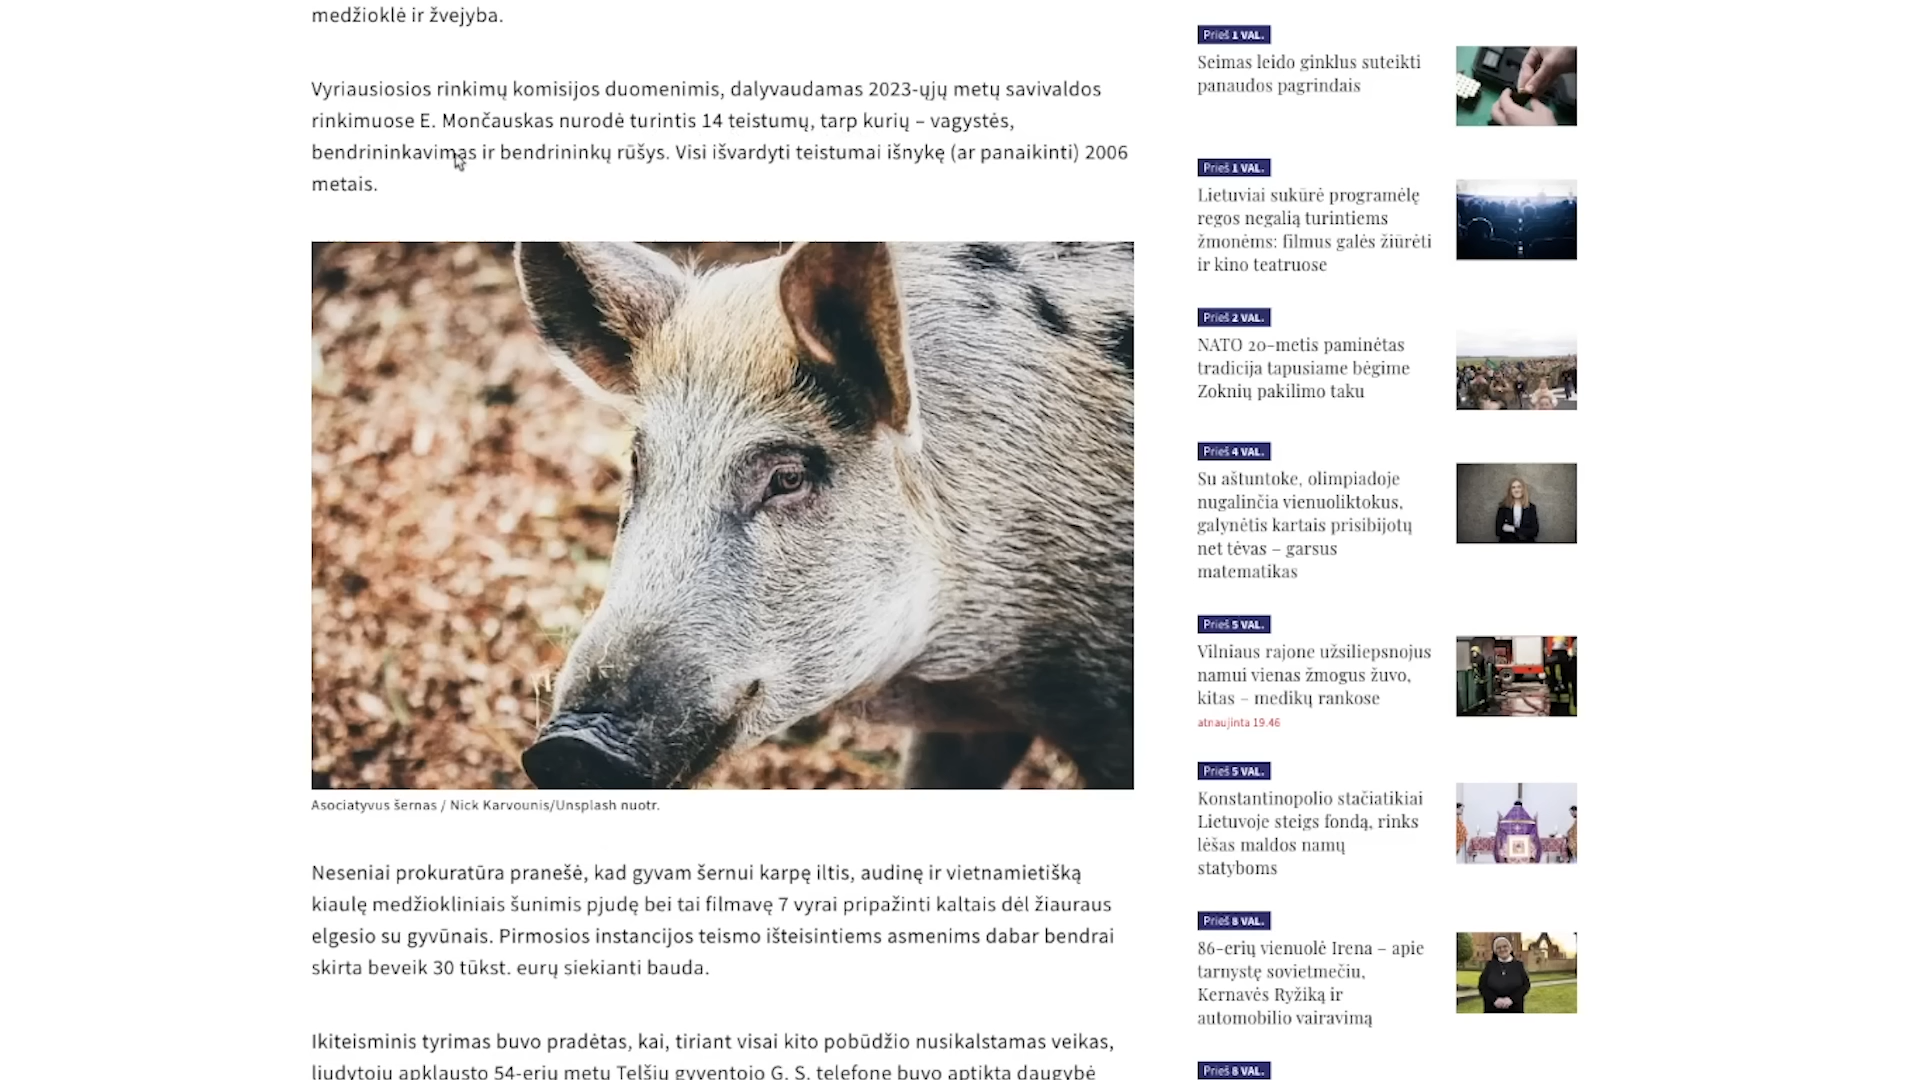 medžioklė ir žvejyba.
Vyriausiosios rinkimų komisijos duomenimis, dalyvaudamas 2023-ųjų metų savivaldos
rinkimuose E. Mončauskas nurodė turintis 14 teistumų, tarp kurių – vagystės,
bendrininkavimas ir bendrininkų rūšys. Visi išvardyti teistumai išnykę (ar panaikinti) 2006
metais.
Asociatyvus šernas / Nick Karvounis/Unsplash nuotr.
Neseniai prokuratūra pranešė, kad gyvam šernui karpę iltis, audinę ir vietnamietišką
kiaulę medžiokliniais šunimis pjudę bei tai filmavę 7 vyrai pripažinti kaltais dėl žiauraus
elgesio su gyvūnais. Pirmosios instancijos teismo išteisintiems asmenims dabar bendrai
skirta beveik 30 tūkst. eurų siekianti bauda.
Ikiteisminis tyrimas buvo pradėtas, kai, tiriant visai kito pobūdžio nusikalstamas veikas,
liudytoju apklausto 54-erių metų Telšių gyventojo G. S. telefone buvo aptikta daugybė
Prieš 1 VAL.
Seimas leido ginklus suteikti
panaudos pagrindais
Prieš 1 VAL.
Lietuviai sukūrė programėlę
regos negalią turintiems
žmonėms: filmus galės žiūrėti
ir kino teatruose
Prieš 2 VAL.
NATO 20-metis paminėtas
tradicija tapusiame bėgime
Zoknių pakilimo taku
Prieš 4 VAL.
Su aštuntoke, olimpiadoje
nugalinčia vienuoliktokus,
galynėtis kartais prisibijotų
net tėvas – garsus
matematikas
Prieš 5 VAL.
Vilniaus rajone užsiliepsnojus
namui vienas žmogus žuvo,
kitas – medikų rankose
atnaujinta 19.46
Prieš 5 VAL.
Konstantinopolio stačiatikiai
Lietuvoje steigs fondą, rinks
lėšas maldos namų
statyboms
Prieš 8 VAL.
86-erių vienuolė Irena – apie
tarnystę sovietmečiu,
Kernavės Ryžiką ir
automobilio vairavimą
Prieš 8 VAL.